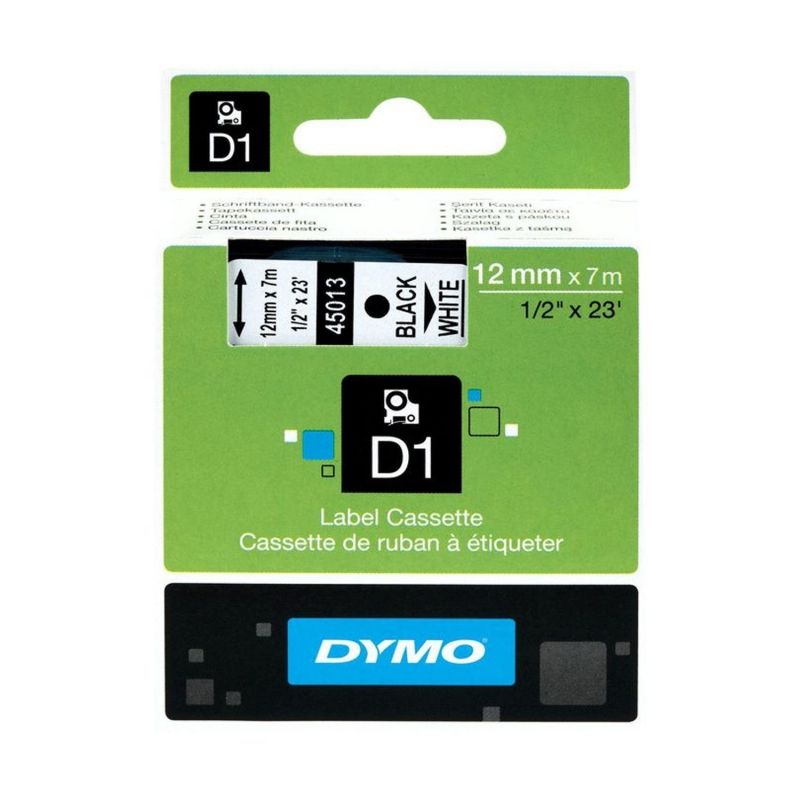 D1
Schriftband-Kassette
Tapekassett
Cinta
Cassete de fita
Cartuccia nastro
Şerit Kaseti
Ταινία σε κασέτα
Kazeta s páskou
Szalag
Kasetka z taśmą
12mm x 7m
1/2" x 23'
45013
BLACK
WHITE
12 mm x 7m
1/2" x 23'
D1
Label Cassette
Cassette de ruban à étiqueter
DYMO®